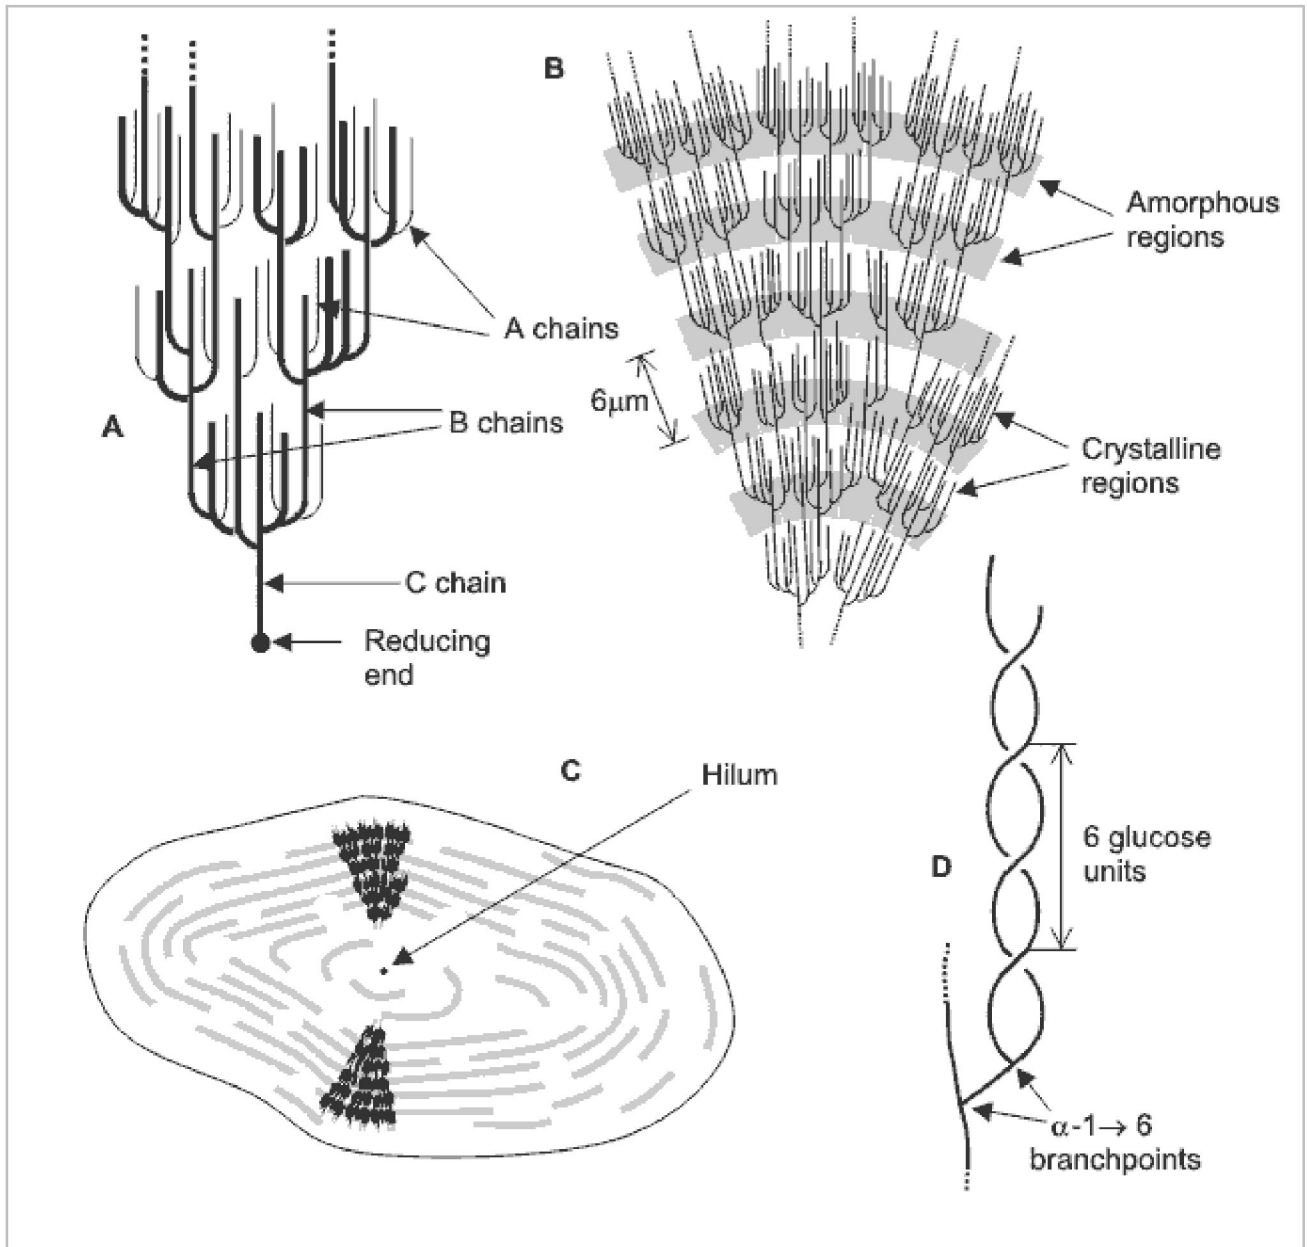 A
B
Amorphous
regions
A chains
6μm
B chains
Crystalline
regions
C chain
Reducing
end
C
Hilum
D
6 glucose
units
α-1→ 6
branchpoints